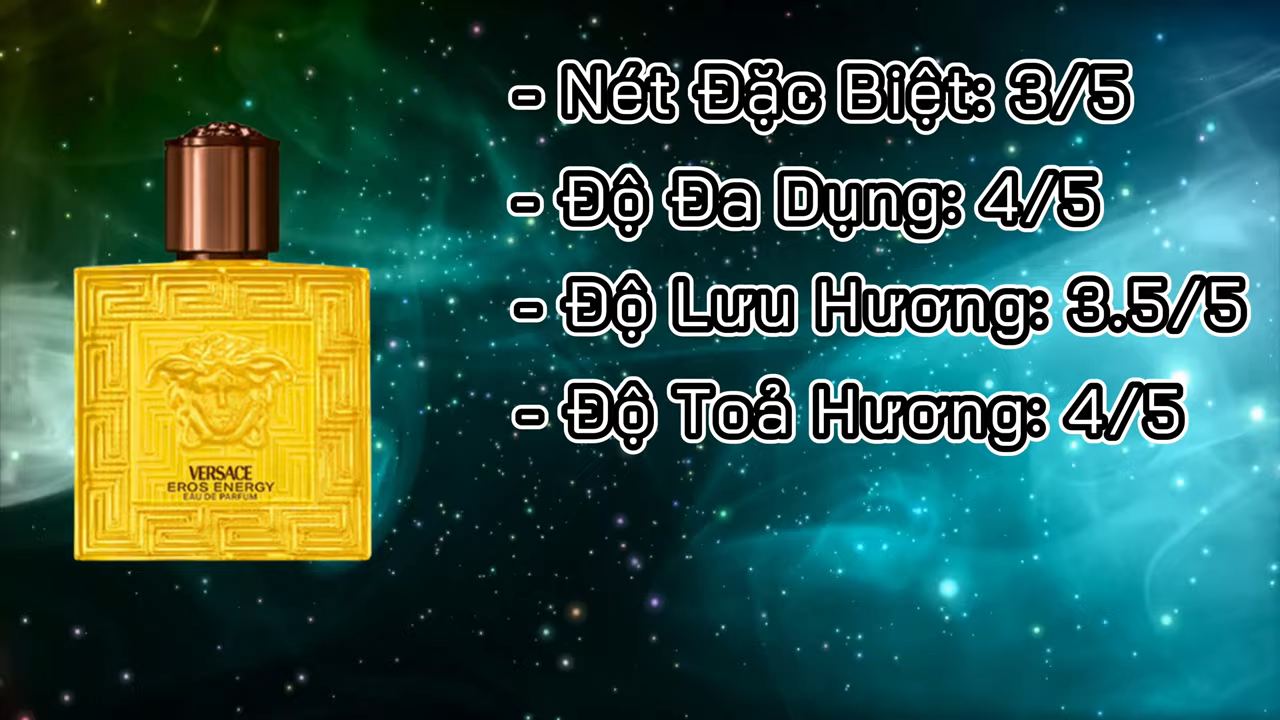 - Nét Đặc Biệt: 3/5
- Độ Đa Dụng: 4/5
- Độ Lưu Hương: 3.5/5
- Độ Toả Hương: 4/5
VERSACE
EROS ENERGY
EAU DE PARFUM